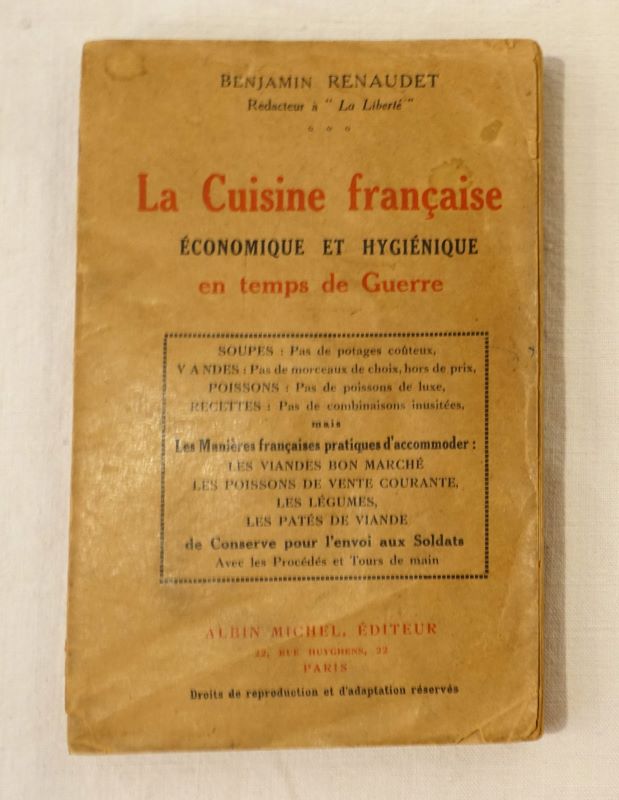 BENJAMIN RENAUDET
Rédacteur à " La Liberté "
La Cuisine française
ÉCONOMIQUE ET HYGIÉNIQUE
en temps de Guerre
SOUPES : Pas de potages coûteux,
VIANDES : Pas de morceaux de choix, hors de prix,
POISSONS : Pas de poissons de luxe,
RECETTES : Pas de combinaisons inusitées,
mais
Les Manières françaises pratiques d'accommoder :
LES VIANDES BON MARCHÉ
LES POISSONS DE VENTE COURANTE,
LES LÉGUMES,
LES PATÉS DE VIANDE
de Conserve pour l'envoi aux Soldats
Avec les Procédés et Tours de main
ALBIN MICHEL, ÉDITEUR
22, RUE HUYGHENS, 22
PARIS
Droits de reproduction et d'adaptation réservés